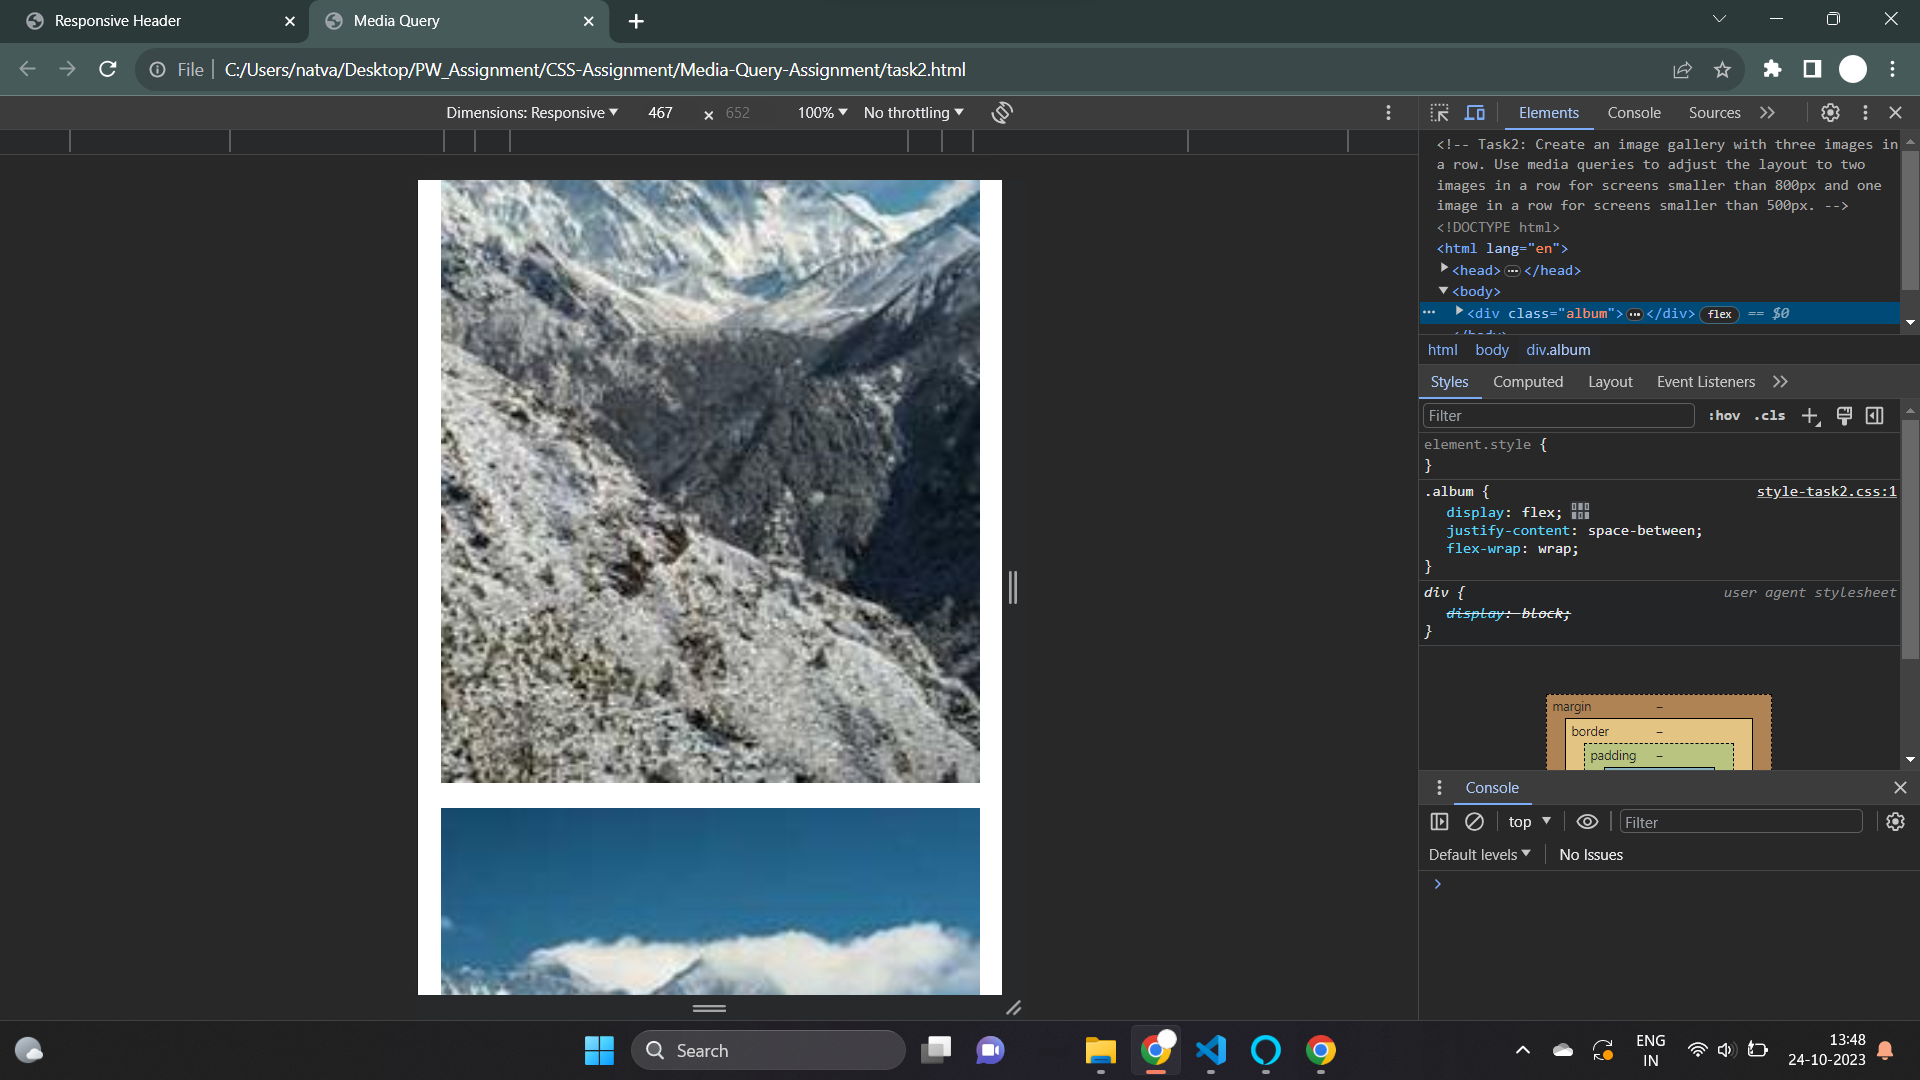 Responsive Header
Media Query
File
C:/Users/natva/Desktop/PW_Assignment/CSS-Assignment/Media-Query-Assignment/task2.html
Dimensions: Responsive 467 × 652 100% No throttling
Elements Console Sources
<!-- Task2: Create an image gallery with three images in
a row. Use media queries to adjust the layout to two
images in a row for screens smaller than 800px and one
image in a row for screens smaller than 500px. -->
<!DOCTYPE html>
<html lang="en">
<head>…</head>
<body>
<div class="album">…</div> flex == $0
</body>
html body div.album
Styles Computed Layout Event Listeners
Filter :hov .cls
element.style {
}
.album { style-task2.css:1
display: flex;
justify-content: space-between;
flex-wrap: wrap;
}
div { user agent stylesheet
display: block;
}
margin –
border –
padding –
Console
top Filter
Default levels No Issues
Search
ENG
IN
13:48
24-10-2023